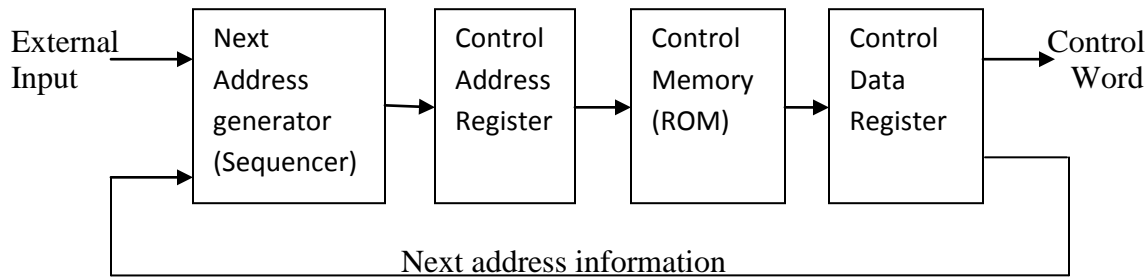 External
Input
Next
Address
generator
(Sequencer)
Control
Address
Register
Control
Memory
(ROM)
Control
Data
Register
Control
Word
Next address information